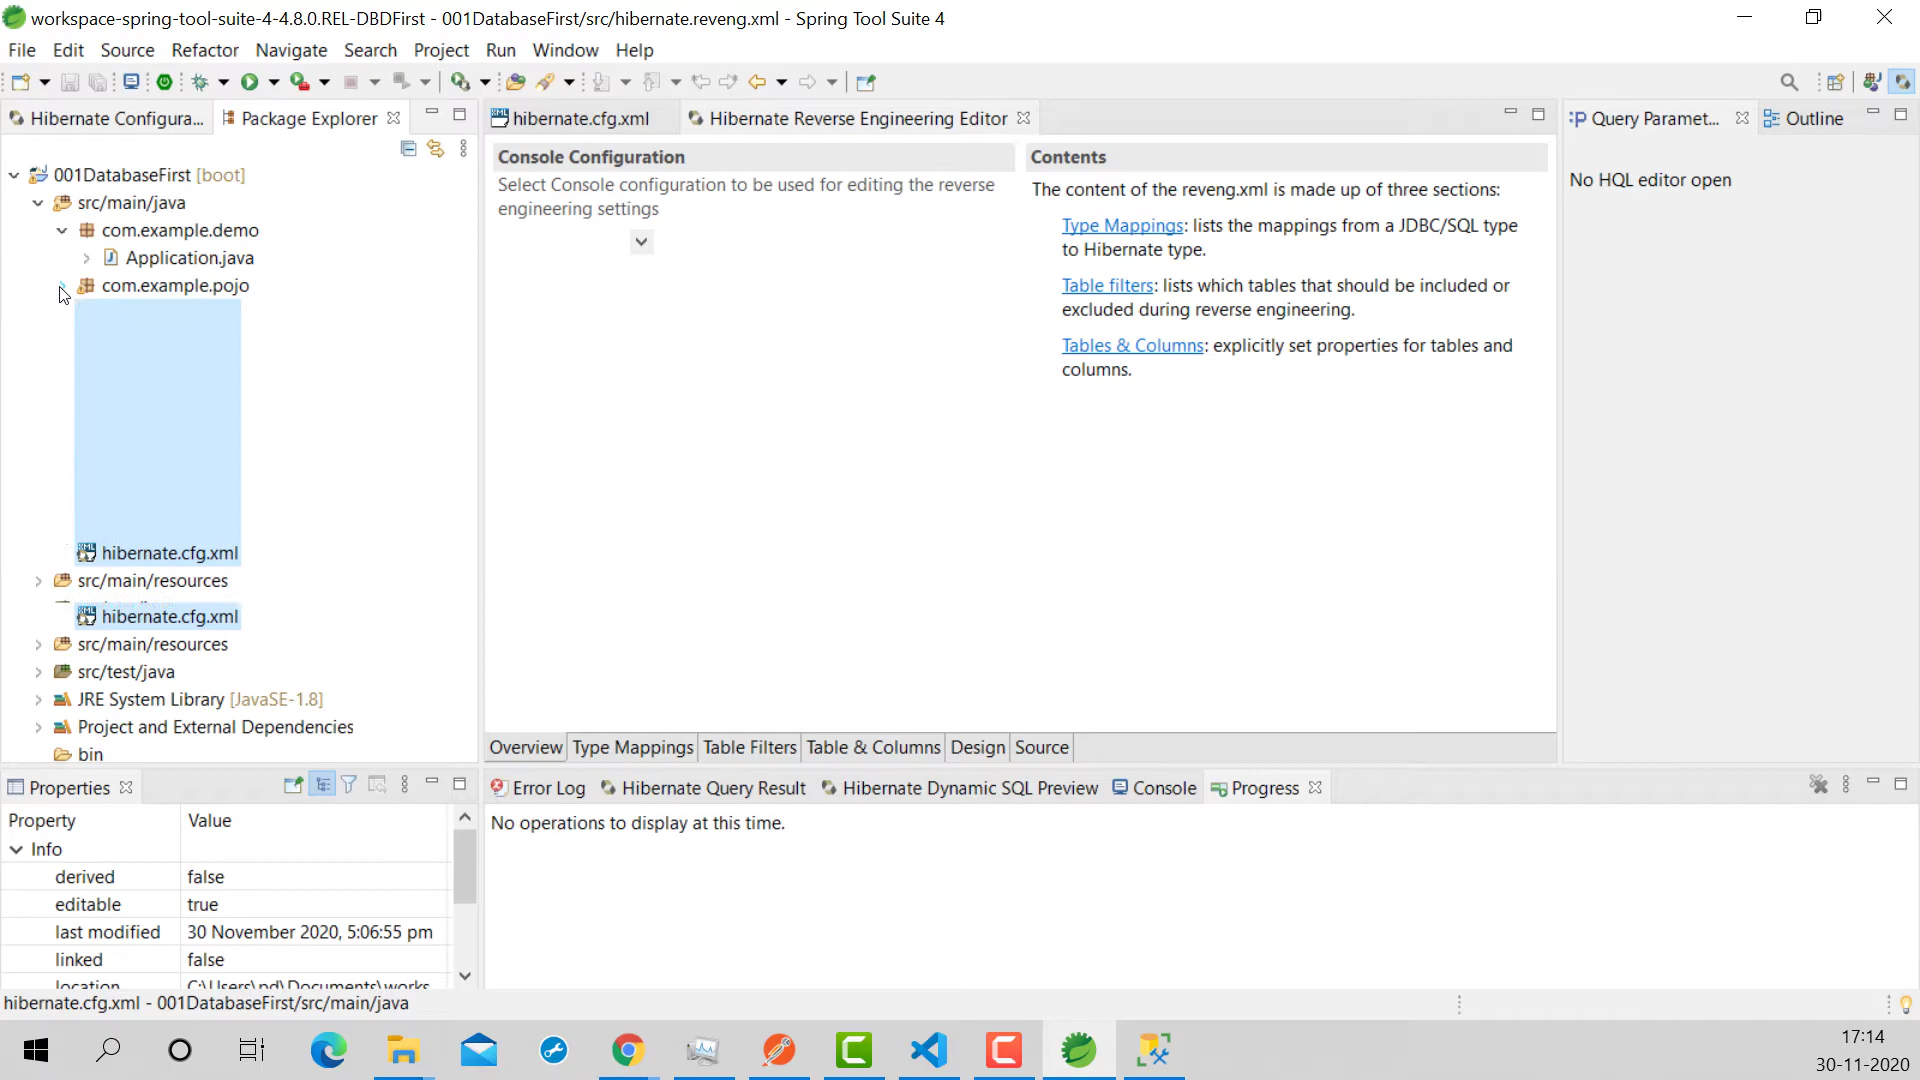 workspace-spring-tool-suite-4-4.8.0.REL-DBDFirst - 001DatabaseFirst/src/hibernate.reveng.xml - Spring Tool Suite 4
File Edit Source Refactor Navigate Search Project Run Window Help
Hibernate Configura...
Package Explorer
001DatabaseFirst [boot]
src/main/java
com.example.demo
Application.java
com.example.pojo
hibernate.cfg.xml
src/main/resources
hibernate.cfg.xml
src/main/resources
src/test/java
JRE System Library [JavaSE-1.8]
Project and External Dependencies
bin
hibernate.cfg.xml
Hibernate Reverse Engineering Editor
Console Configuration
Select Console configuration to be used for editing the reverse
engineering settings
Contents
The content of the reveng.xml is made up of three sections:
Type Mappings: lists the mappings from a JDBC/SQL type
to Hibernate type.
Table filters: lists which tables that should be included or
excluded during reverse engineering.
Tables & Columns: explicitly set properties for tables and
columns.
Overview Type Mappings Table Filters Table & Columns Design Source
Query Paramet...
Outline
No HQL editor open
Properties
Property Value
Info
derived false
editable true
last modified 30 November 2020, 5:06:55 pm
linked false
location C:\Users\pd\Documents\works
Error Log Hibernate Query Result Hibernate Dynamic SQL Preview Console Progress
No operations to display at this time.
hibernate.cfg.xml - 001DatabaseFirst/src/main/java
17:14
30-11-2020